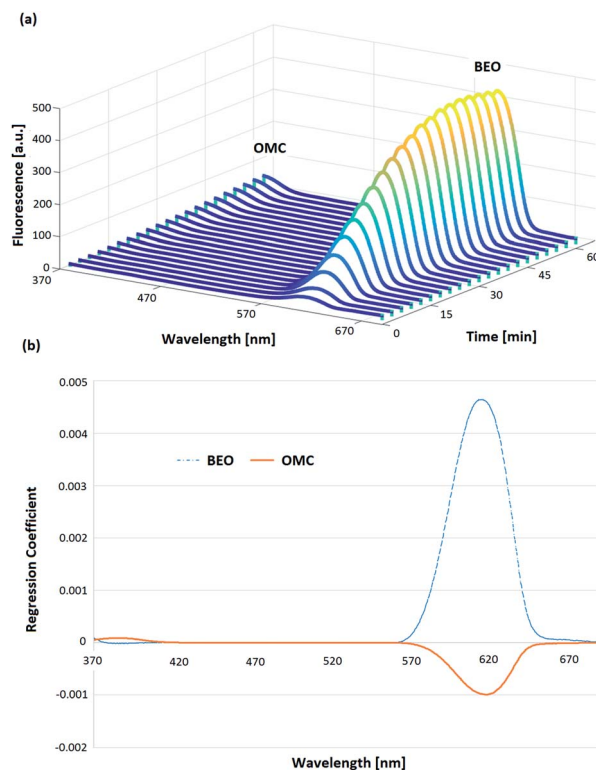 (a)
BEO
500
400
OMC
300
200
100
0
370
470
570
670
0
15
30
45
60
Fluorescence [a.u.]
Wavelength [nm]
Time [min]
(b)
0.005
0.004
BEO OMC
0.003
0.002
0.001
0
370 420 470 520 570 620 670
-0.001
-0.002
Regression Coefficient
Wavelength [nm]